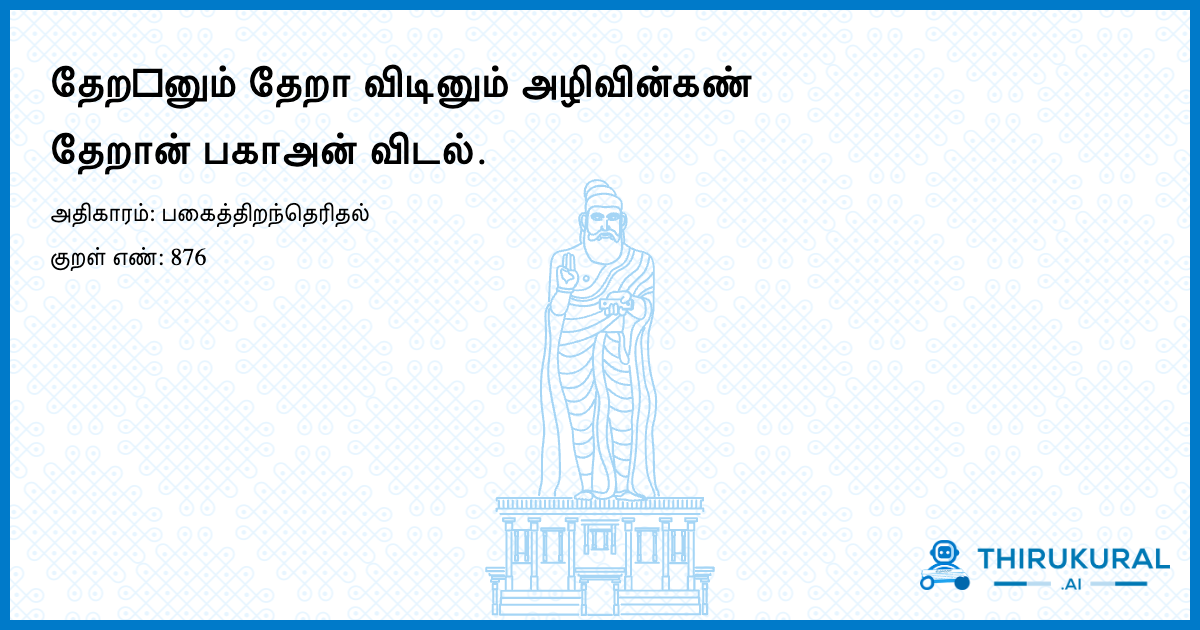 தேற□னும் தேறா விடினும் அழிவின்கண்
தேறான் பகாஅன் விடல்.
அதிகாரம்: பகைத்திறந்தெரிதல்
குறள் எண்: 876
THIRUKURAL
.AI